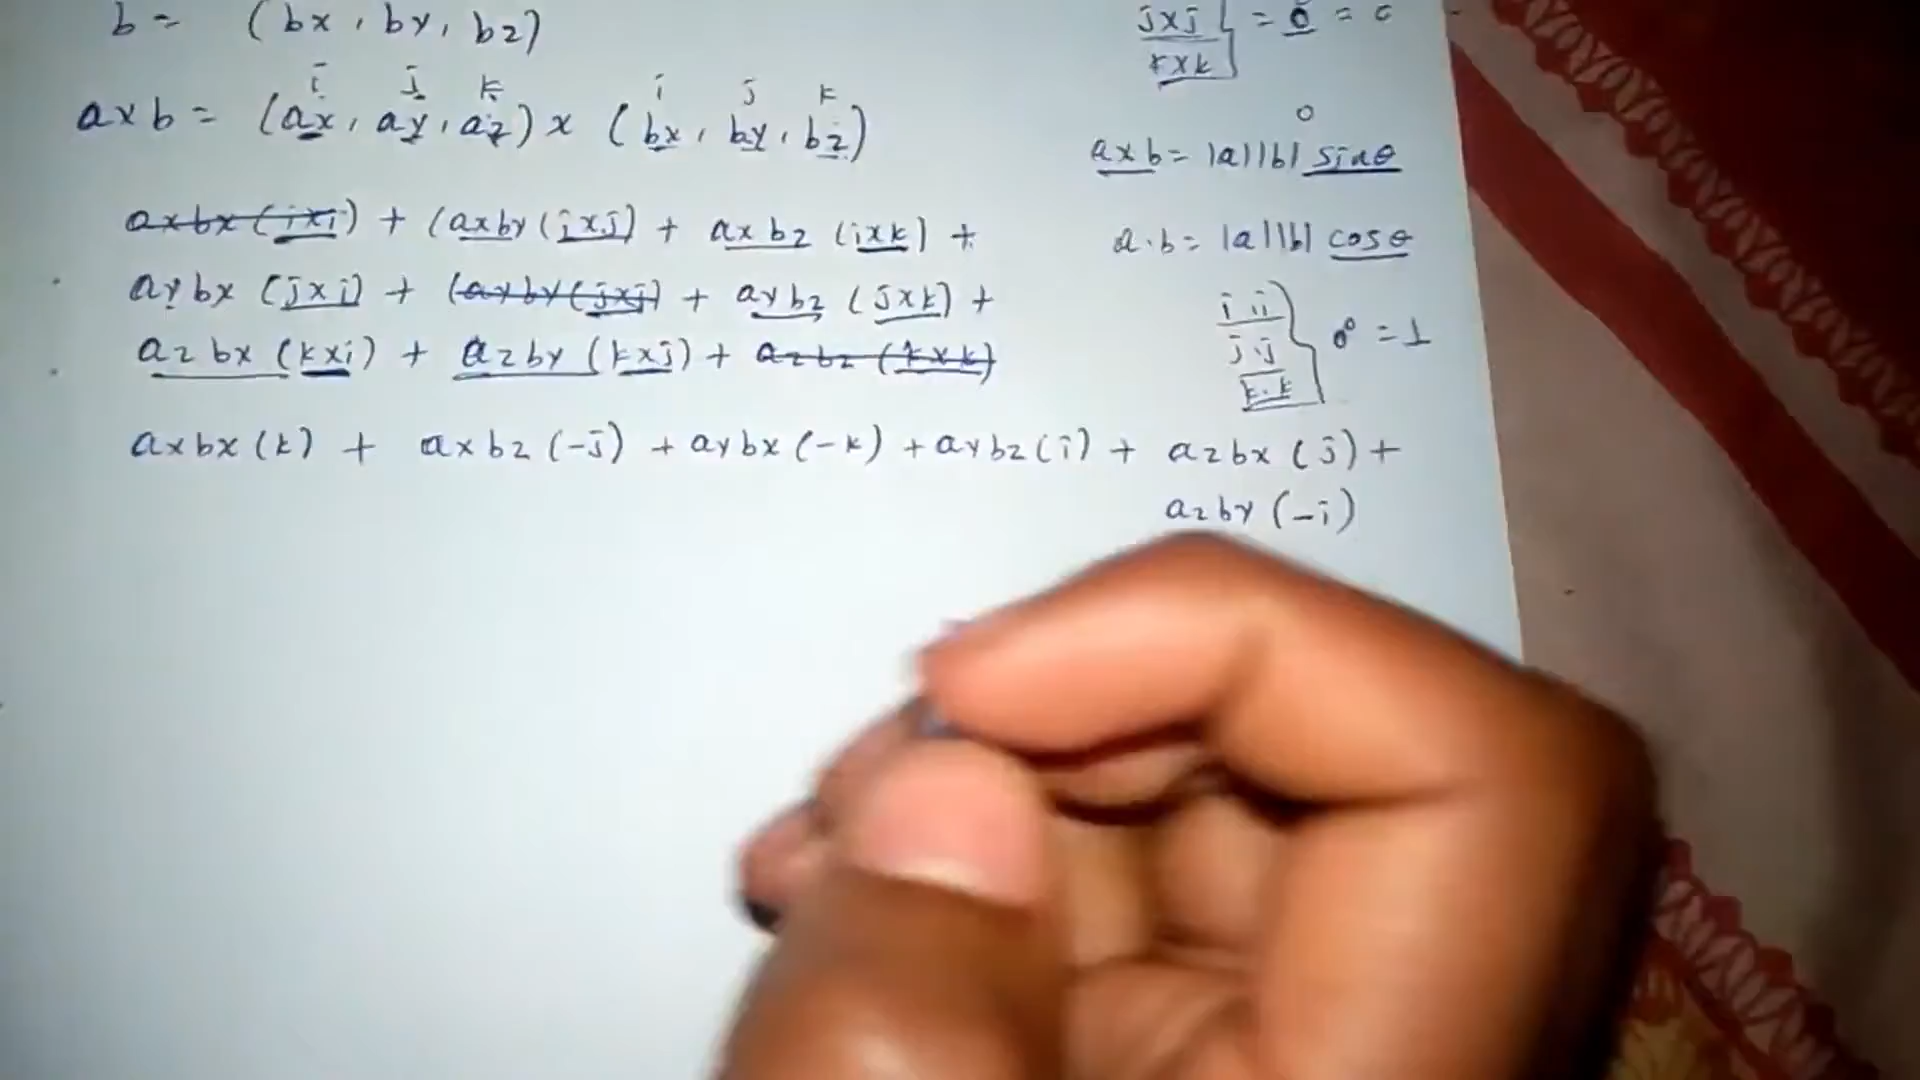 b = (bx, by, bz)
i j k i j k
axb = (ax, ay, az) x (bx, by, bz)
axbx (ixi) + (axby (ixj) + axbz (ixk) +
aybx (jxi) + (ayby (jxj) + aybz (jxk) +
azbx (kxi) + azby (kxj) + azbz (kxk)
axbx (k) + axbz (-j) + aybx (-k) + aybz (i) + azbx (j) +
azby (-i)
jxj
kxk } = 0 = 0
0
axb = |a||b| sinθ
a.b = |a||b| cosθ
i.i
j.j } 0° = 1
k.k